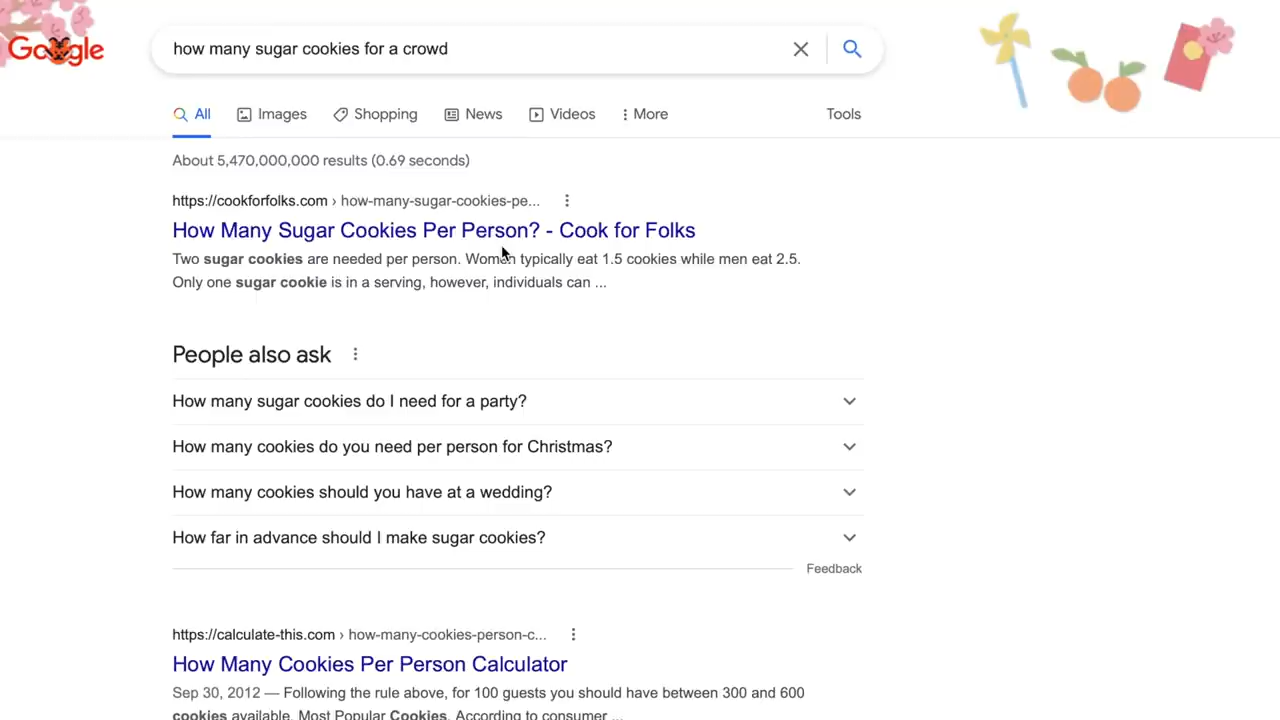 Google
how many sugar cookies for a crowd
All Images Shopping News Videos More Tools
About 5,470,000,000 results (0.69 seconds)
https://cookforfolks.com › how-many-sugar-cookies-pe...
How Many Sugar Cookies Per Person? - Cook for Folks
Two sugar cookies are needed per person. Women typically eat 1.5 cookies while men eat 2.5.
Only one sugar cookie is in a serving, however, individuals can ...
People also ask
How many sugar cookies do I need for a party?
How many cookies do you need per person for Christmas?
How many cookies should you have at a wedding?
How far in advance should I make sugar cookies?
Feedback
https://calculate-this.com › how-many-cookies-person-c...
How Many Cookies Per Person Calculator
Sep 30, 2012 — Following the rule above, for 100 guests you should have between 300 and 600
cookies available. Most Popular Cookies. According to consumer ...